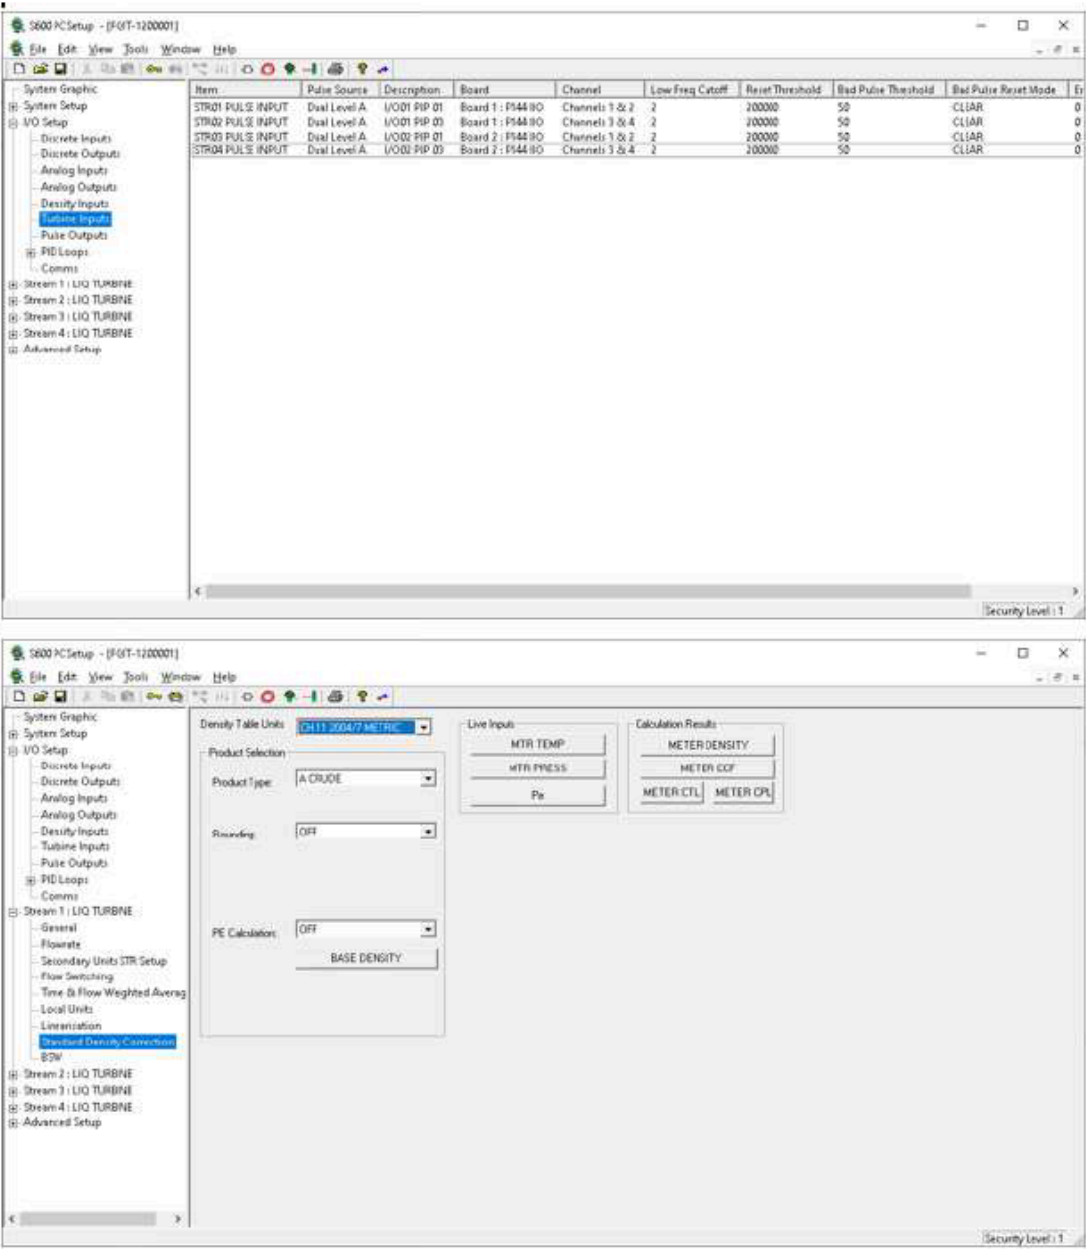 S600 PCSetup - [FQIT-1200001]
File Edit View Tools Window Help
System Graphic
System Setup
I/O Setup
Discrete Inputs
Discrete Outputs
Analog Inputs
Analog Outputs
Density Inputs
Turbine Inputs
Pulse Outputs
PID Loops
Comms
Stream 1 : LIQ TURBINE
Stream 2 : LIQ TURBINE
Stream 3 : LIQ TURBINE
Stream 4 : LIQ TURBINE
Advanced Setup
Item Pulse Source Description Board Channel Low Freq Cutoff Reset Threshold Bad Pulse Threshold Bad Pulse Reset Mode Er
STR01 PULSE INPUT Dual Level A I/O01 PIP 01 Board 1 : P144 IIO Channels 1 & 2 2 200000 50 CLEAR 0
STR02 PULSE INPUT Dual Level A I/O01 PIP 03 Board 1 : P144 IIO Channels 3 & 4 2 200000 50 CLEAR 0
STR03 PULSE INPUT Dual Level A I/O02 PIP 01 Board 2 : P144 IIO Channels 1 & 2 2 200000 50 CLEAR 0
STR04 PULSE INPUT Dual Level A I/O02 PIP 03 Board 2 : P144 IIO Channels 3 & 4 2 200000 50 CLEAR 0
Security Level : 1
S600 PCSetup - [FQIT-1200001]
File Edit View Tools Window Help
System Graphic
System Setup
I/O Setup
Discrete Inputs
Discrete Outputs
Analog Inputs
Analog Outputs
Density Inputs
Turbine Inputs
Pulse Outputs
PID Loops
Comms
Stream 1 : LIQ TURBINE
General
Flowrate
Secondary Units STR Setup
Flow Switching
Time & Flow Weighted Averag
Local Units
Linearisation
Standard Density Correction
BSW
Stream 2 : LIQ TURBINE
Stream 3 : LIQ TURBINE
Stream 4 : LIQ TURBINE
Advanced Setup
Density Table Units CH11 2004/7 METRIC
Product Selection
Product Type: A CRUDE
Rounding: OFF
PE Calculation: OFF
BASE DENSITY
Live Inputs
MTR TEMP
MTR PRESS
Pe
Calculation Results
METER DENSITY
METER CCF
METER CTL METER CPL
Security Level : 1